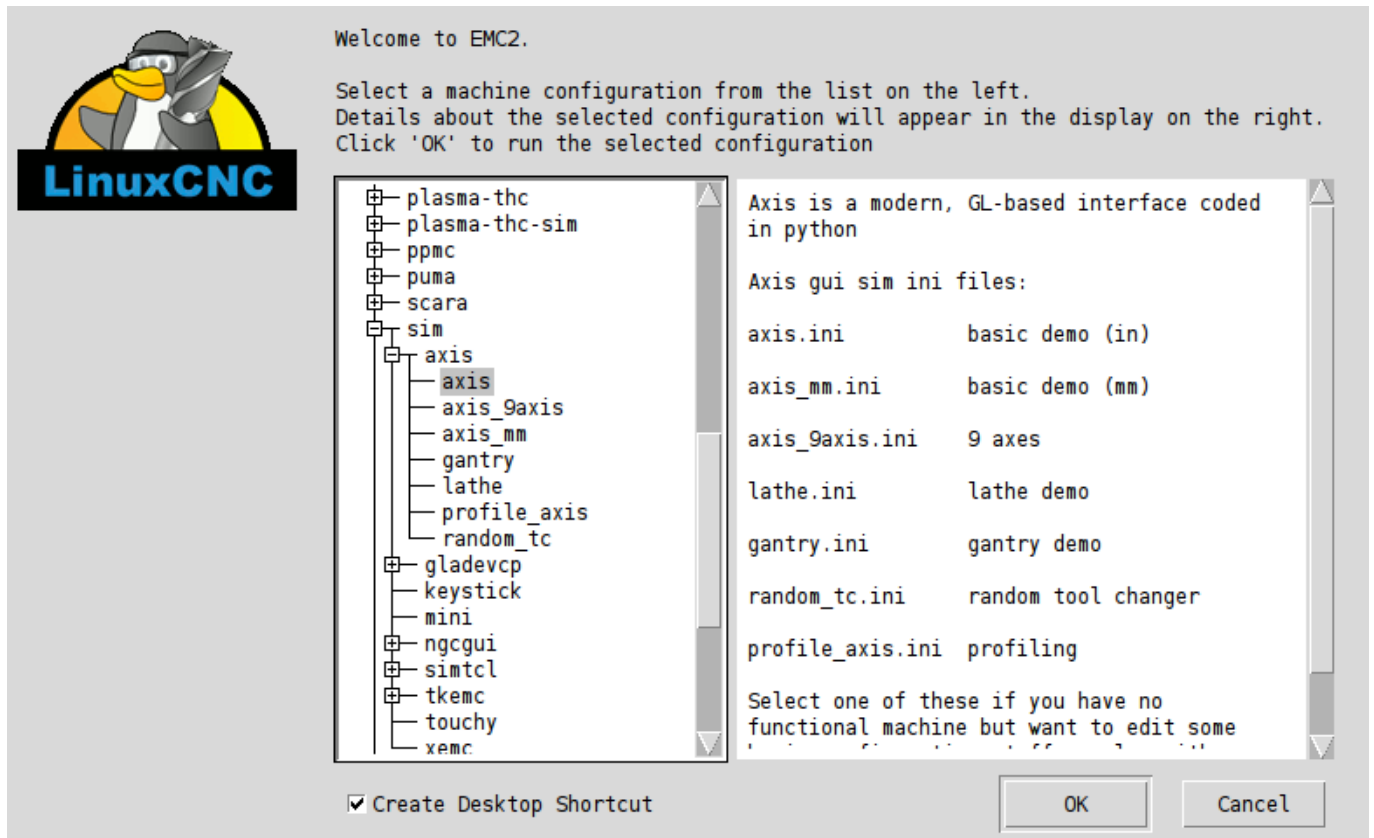 Welcome to EMC2.
Select a machine configuration from the list on the left.
Details about the selected configuration will appear in the display on the right.
Click 'OK' to run the selected configuration
LinuxCNC
plasma-thc
plasma-thc-sim
ppmc
puma
scara
sim
axis
axis
axis_9axis
axis_mm
gantry
lathe
profile_axis
random_tc
gladevcp
keystick
mini
ngcgui
simtcl
tkemc
touchy
xemc
Axis is a modern, GL-based interface coded
in python
Axis gui sim ini files:
axis.ini basic demo (in)
axis_mm.ini basic demo (mm)
axis_9axis.ini 9 axes
lathe.ini lathe demo
gantry.ini gantry demo
random_tc.ini random tool changer
profile_axis.ini profiling
Select one of these if you have no
functional machine but want to edit some
Create Desktop Shortcut
OK
Cancel